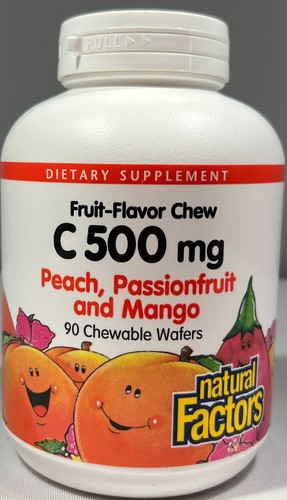 PULL>>
DIETARY SUPPLEMENT
Fruit-Flavor Chew
C 500 mg
Peach, Passionfruit
and Mango
90 Chewable Wafers
natural
Factors